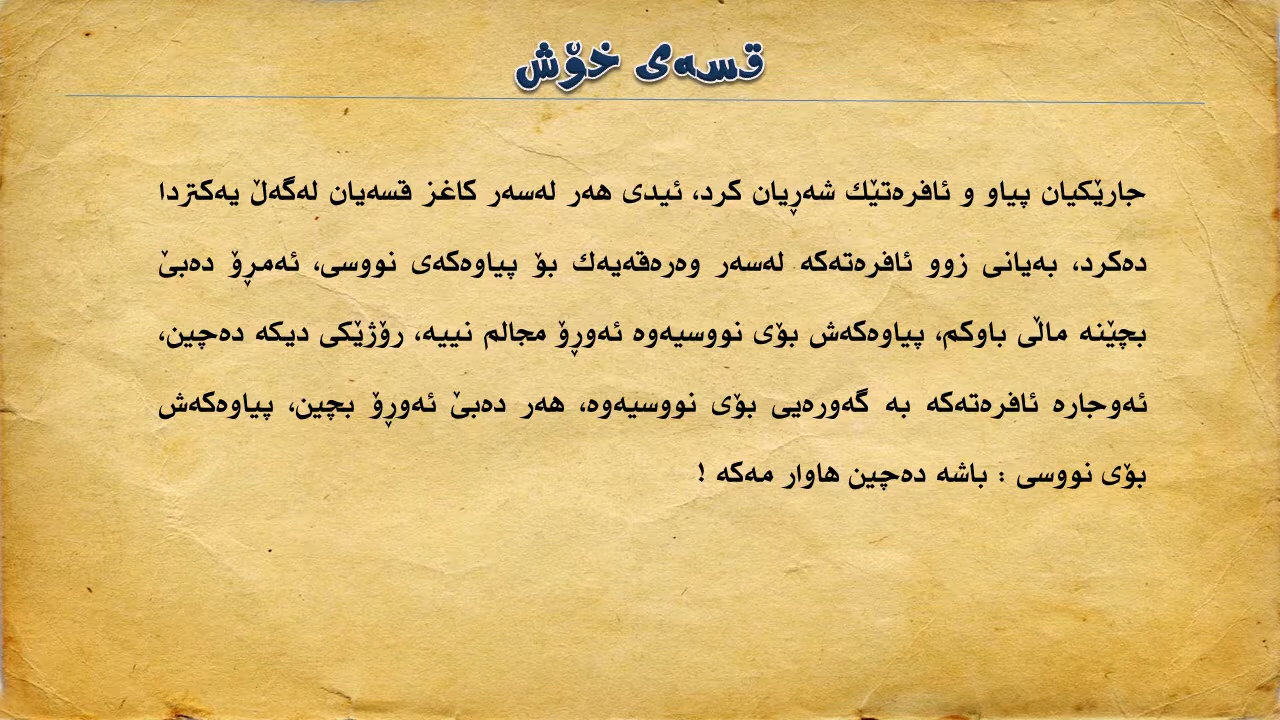 قسەی خۆش
جارێکیان پیاو و ئافرەتێك شەڕیان کرد، ئیدی هەر لەسەر کاغز قسەیان لەگەڵ یەکتردا
دەکرد، بەیانی زوو ئافرەتەکە لەسەر وەرەقەیەك بۆ پیاوەکەی نووسی، ئەمڕۆ دەبێ
بچێنە ماڵی باوکم، پیاوەکەش بۆی نووسیەوە ئەوڕۆ مجالم نییە، رۆژێکی دیکە دەچین،
ئەوجارە ئافرەتەکە بە گەورەیی بۆی نووسیەوە، هەر دەبێ ئەوڕۆ بچین، پیاوەکەش
بۆی نووسی : باشە دەچین هاوار مەکە !